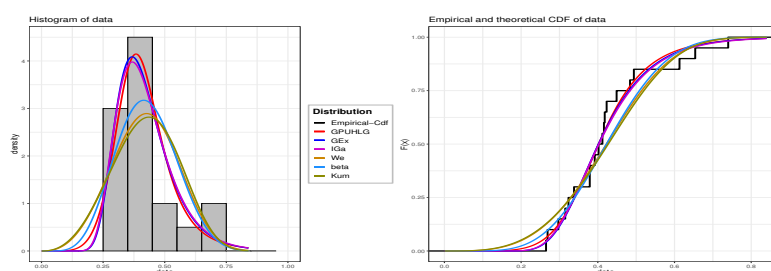 Histogram of data
4
3
2
1
0
density
0.00 0.25 0.50 0.75 1.00
data
Distribution
Empirical-Cdf
GPUHLG
GEx
IGa
We
beta
Kum
Empirical and theoretical CDF of data
1.00
0.75
0.50
0.25
0.00
F(x)
0.0 0.2 0.4 0.6 0.8
data